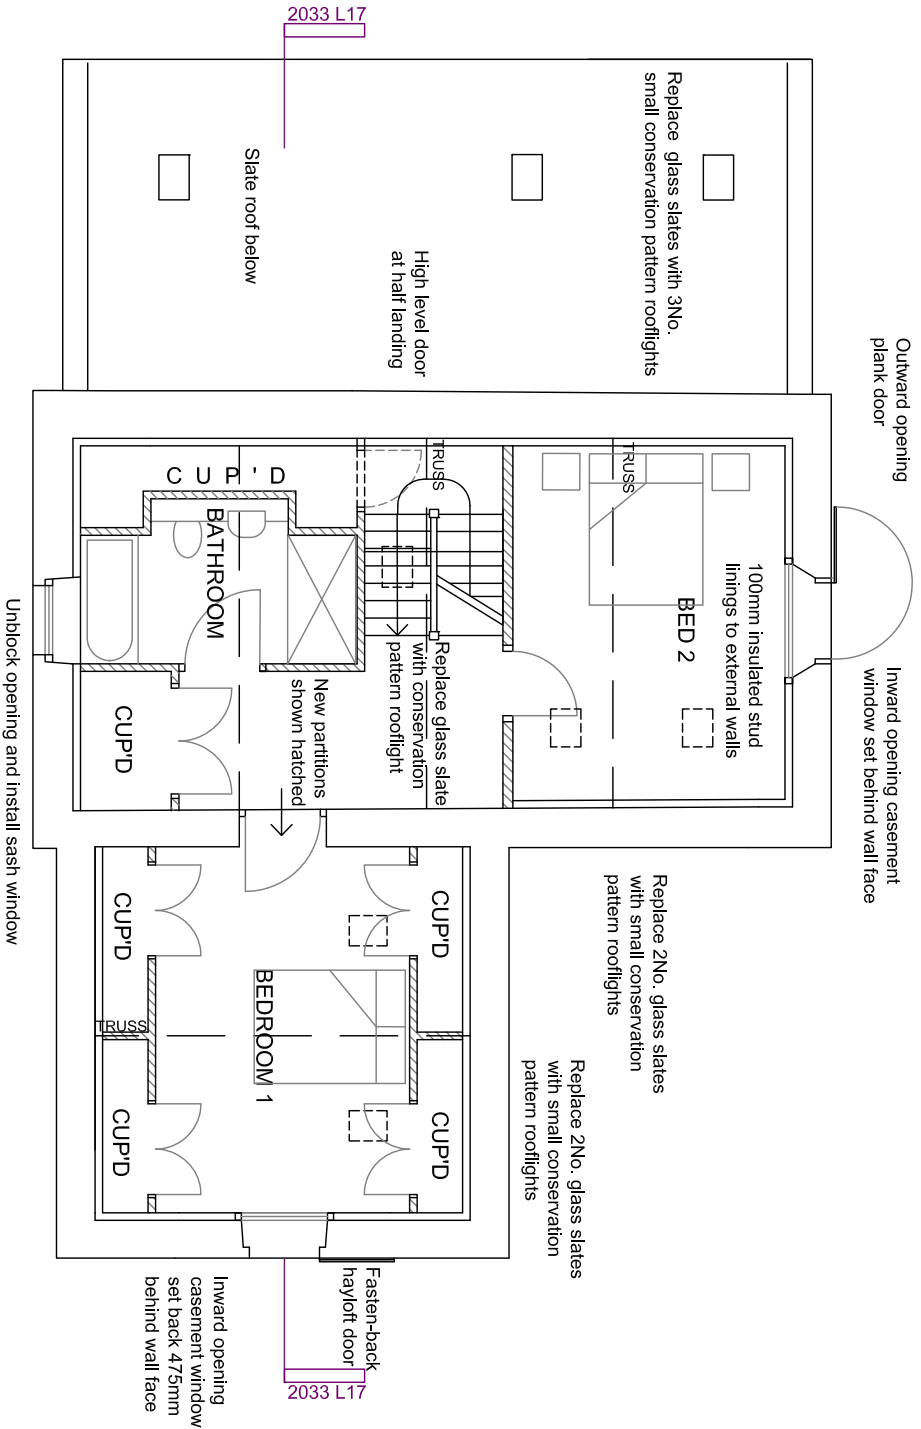 2033 L17
Replace glass slates with 3No.
small conservation pattern rooflights
Slate roof below
High level door
at half landing
Outward opening
plank door
TRUSS
TRUSS
C U P ' D
BATHROOM
BED 2
100mm insulated stud
linings to external walls
Inward opening casement
window set behind wall face
Unblock opening and install sash window
Replace glass slate
with conservation
pattern rooflight
New partitions
shown hatched
CUP'D
CUP'D
CUP'D
Replace 2No. glass slates
with small conservation
pattern rooflights
BEDROOM 1
TRUSS
Replace 2No. glass slates
with small conservation
pattern rooflights
CUP'D
CUP'D
Fasten-back
hayloft door
Inward opening
casement window
set back 475mm
behind wall face
2033 L17